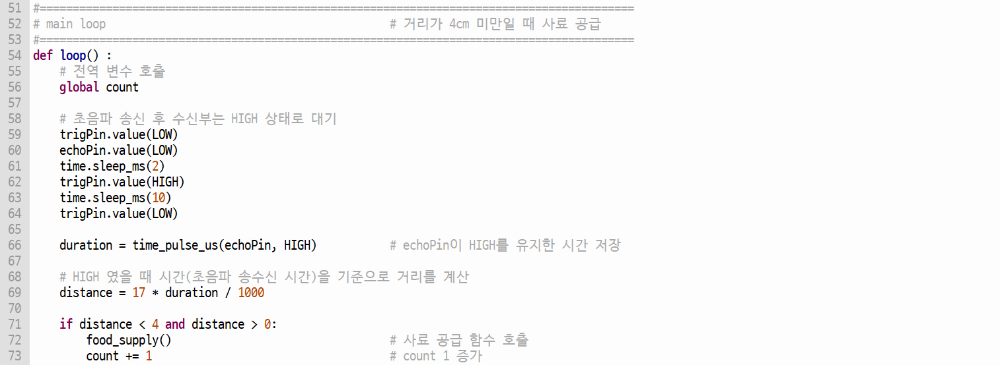 51 #==========================================================================================
52 # main loop                                           # 거리가 4cm 미만일 때 사료 공급
53 #==========================================================================================
54 def loop() :
55     # 전역 변수 호출
56     global count
57
58     # 초음파 송신 후 수신부는 HIGH 상태로 대기
59     trigPin.value(LOW)
60     echoPin.value(LOW)
61     time.sleep_ms(2)
62     trigPin.value(HIGH)
63     time.sleep_ms(10)
64     trigPin.value(LOW)
65
66     duration = time_pulse_us(echoPin, HIGH)           # echoPin이 HIGH를 유지한 시간 저장
67
68     # HIGH 였을 때 시간(초음파 송수신 시간)을 기준으로 거리를 계산
69     distance = 17 * duration / 1000
70
71     if distance < 4 and distance > 0:
72         food_supply()                                 # 사료 공급 함수 호출
73         count += 1                                    # count 1 증가